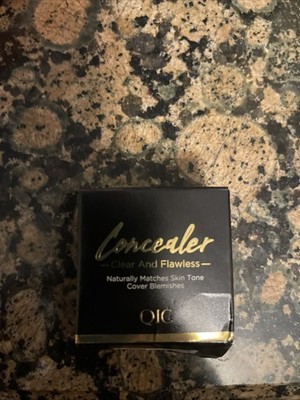 Concealer
Clear And Flawless
Naturally Matches Skin Tone
Cover Blemishes
QIC